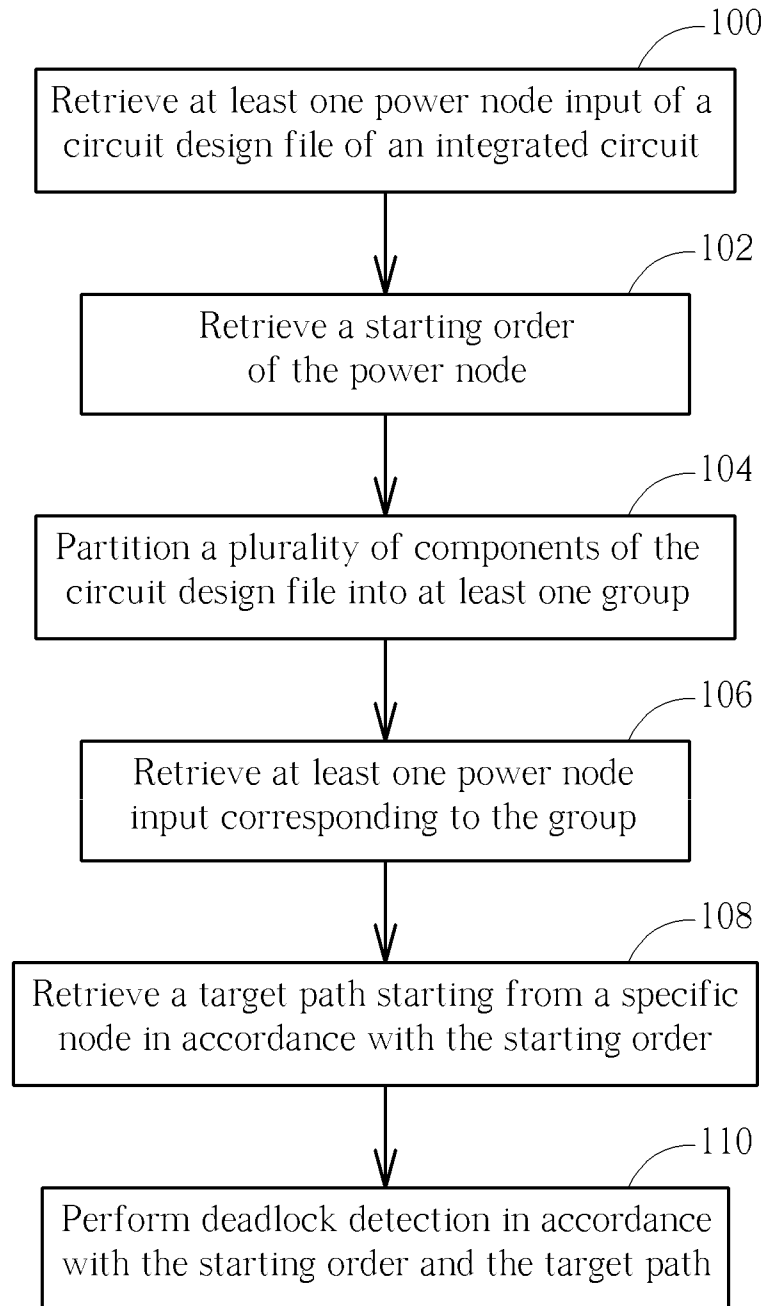 100
Retrieve at least one power node input of a
circuit design file of an integrated circuit
102
Retrieve a starting order
of the power node
104
Partition a plurality of components of the
circuit design file into at least one group
106
Retrieve at least one power node
input corresponding to the group
108
Retrieve a target path starting from a specific
node in accordance with the starting order
110
Perform deadlock detection in accordance
with the starting order and the target path